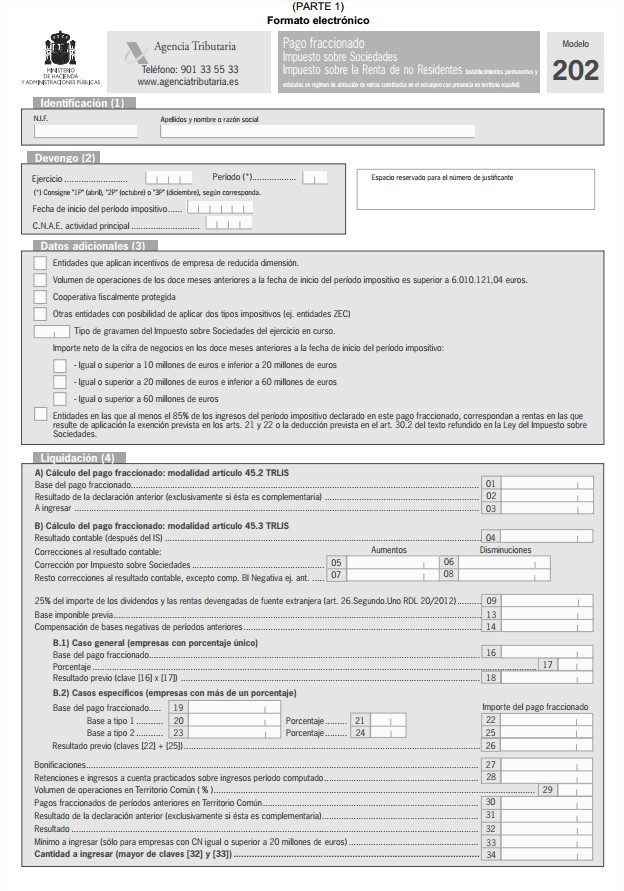 (PARTE 1)
Formato electrónico
MINISTERIO
DE HACIENDA
Y ADMINISTRACIONES PÚBLICAS
Agencia Tributaria
Teléfono: 901 33 55 33
www.agenciatributaria.es
Pago fraccionado
Impuesto sobre Sociedades
Impuesto sobre la Renta de no Residentes (establecimientos permanentes y
entidades en régimen de atribución de rentas constituidas en el extranjero con presencia en territorio español)
Modelo
202
Identificación (1)
N.I.F.
Apellidos y nombre o razón social
Devengo (2)
Ejercicio ........................
Período (*)................
(*) Consigne "1P" (abril), "2P" (octubre) o "3P" (diciembre), según corresponda.
Fecha de inicio del período impositivo......
C.N.A.E. actividad principal ..........................
Espacio reservado para el número de justificante
Datos adicionales (3)
Entidades que aplican incentivos de empresa de reducida dimensión.
Volumen de operaciones de los doce meses anteriores a la fecha de inicio del período impositivo es superior a 6.010.121,04 euros.
Cooperativa fiscalmente protegida
Otras entidades con posibilidad de aplicar dos tipos impositivos (ej. entidades ZEC)
Tipo de gravamen del Impuesto sobre Sociedades del ejercicio en curso.
Importe neto de la cifra de negocios en los doce meses anteriores a la fecha de inicio del período impositivo:
- Igual o superior a 10 millones de euros e inferior a 20 millones de euros
- Igual o superior a 20 millones de euros e inferior a 60 millones de euros
- Igual o superior a 60 millones de euros
Entidades en las que al menos el 85% de los ingresos del período impositivo declarado en este pago fraccionado, correspondan a rentas en las que
resulte de aplicación la exención prevista en los arts. 21 y 22 o la deducción prevista en el art. 30.2 del texto refundido en la Ley del Impuesto sobre
Sociedades.
Liquidación (4)
A) Cálculo del pago fraccionado: modalidad artículo 45.2 TRLIS
Base del pago fraccionado........ 01
Resultado de la declaración anterior (exclusivamente si ésta es complementaria) ........ 02
A ingresar ........ 03
B) Cálculo del pago fraccionado: modalidad artículo 45.3 TRLIS
Resultado contable (después del IS) ........ 04
Correcciones al resultado contable: Aumentos Disminuciones
Corrección por Impuesto sobre Sociedades ........ 05 06
Resto correcciones al resultado contable, excepto comp. BI Negativa ej. ant. ..... 07 08
25% del importe de los dividendos y las rentas devengadas de fuente extranjera (art. 26.Segundo.Uno RDL 20/2012)........ 09
Base imponible previa........ 13
Compensación de bases negativas de períodos anteriores........ 14
B.1) Caso general (empresas con porcentaje único)
Base del pago fraccionado........ 16
Porcentaje ........ 17
Resultado previo (clave [16] x [17]) ........ 18
B.2) Casos específicos (empresas con más de un porcentaje)
Base del pago fraccionado..... 19
Importe del pago fraccionado
Base a tipo 1 ........... 20 Porcentaje......... 21 22
Base a tipo 2 ........... 23 Porcentaje......... 24 25
Resultado previo (claves [22] + [25])........ 26
Bonificaciones........ 27
Retenciones e ingresos a cuenta practicados sobre ingresos período computado........ 28
Volumen de operaciones en Territorio Común ( % ) ........ 29
Pagos fraccionados de períodos anteriores en Territorio Común........ 30
Resultado de la declaración anterior (exclusivamente si ésta es complementaria)........ 31
Resultado ........ 32
Mínimo a ingresar (sólo para empresas con CN igual o superior a 20 millones de euros) ........ 33
Cantidad a ingresar (mayor de claves [32] y [33])........ 34